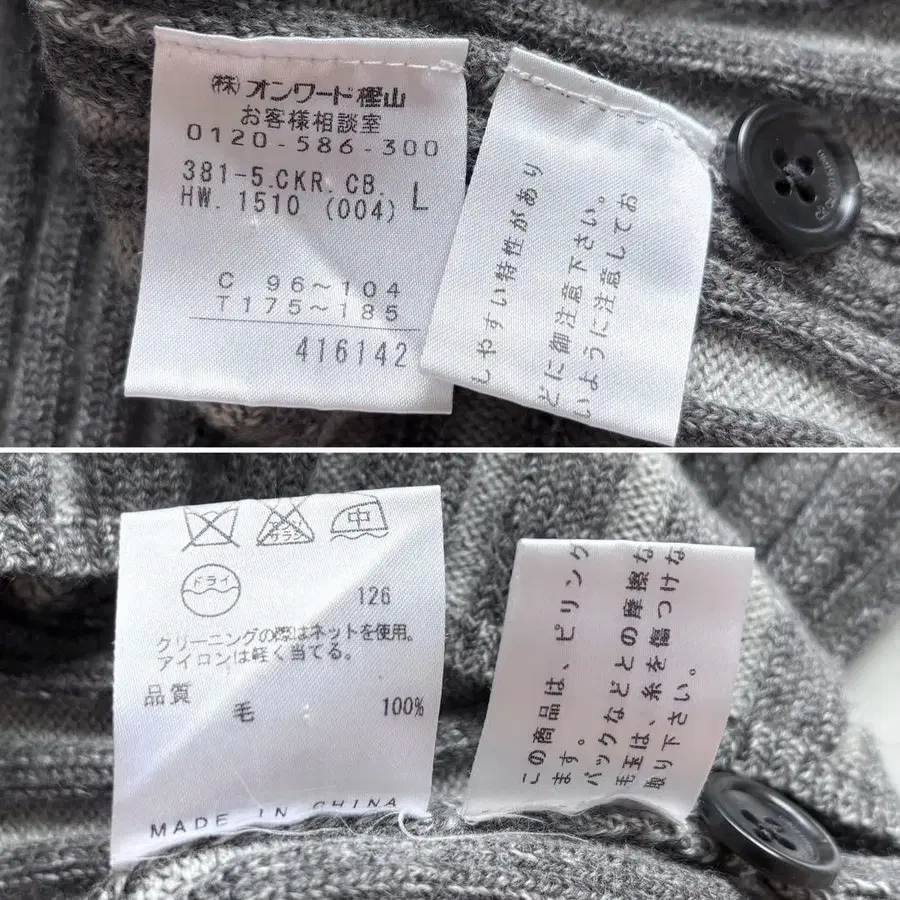 ㈱オンワード樫山
お客様相談室
0120-586-300
381-5.CKR. CB.
HW. 1510 (004) L
C 96～104
T175～185
416142
しやすい特性があり
どに御注意下さい。
いように注意してお
中
ドライ
126
クリーニングの際はネットを使用。
アイロンは軽く当てる。
品質
毛 100%
MADE IN CHINA
この商品は、ピリング
ます。
バックなどとの摩擦な
毛玉は、糸を傷つけな
取り下さい。